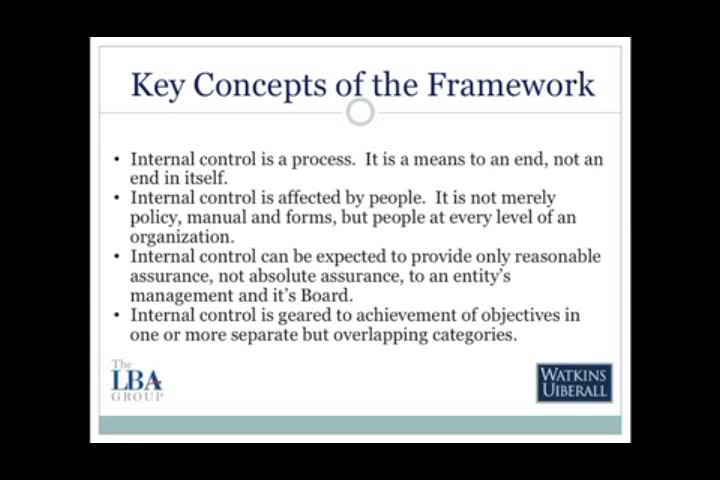 Key Concepts of the Framework
• Internal control is a process. It is a means to an end, not an
end in itself.
• Internal control is affected by people. It is not merely
policy, manual and forms, but people at every level of an
organization.
• Internal control can be expected to provide only reasonable
assurance, not absolute assurance, to an entity's
management and it's Board.
• Internal control is geared to achievement of objectives in
one or more separate but overlapping categories.
The
LBA
GROUP
WATKINS
UIBERALL